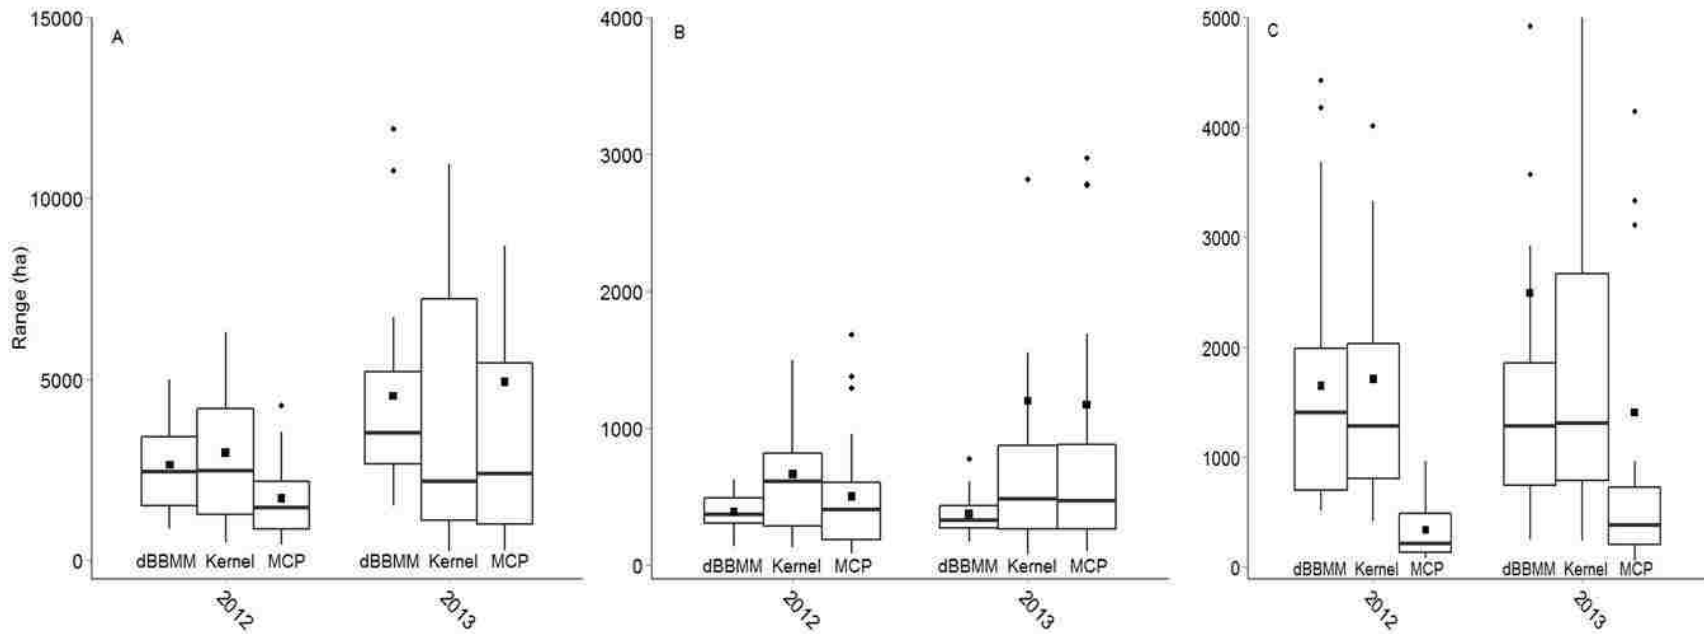 Range (ha)
A
15000
10000
5000
0
dBBMM Kernel MCP
dBBMM Kernel MCP
2012
2013
B
4000
3000
2000
1000
0
dBBMM Kernel MCP
dBBMM Kernel MCP
2012
2013
C
5000
4000
3000
2000
1000
0
dBBMM Kernel MCP
dBBMM Kernel MCP
2012
2013